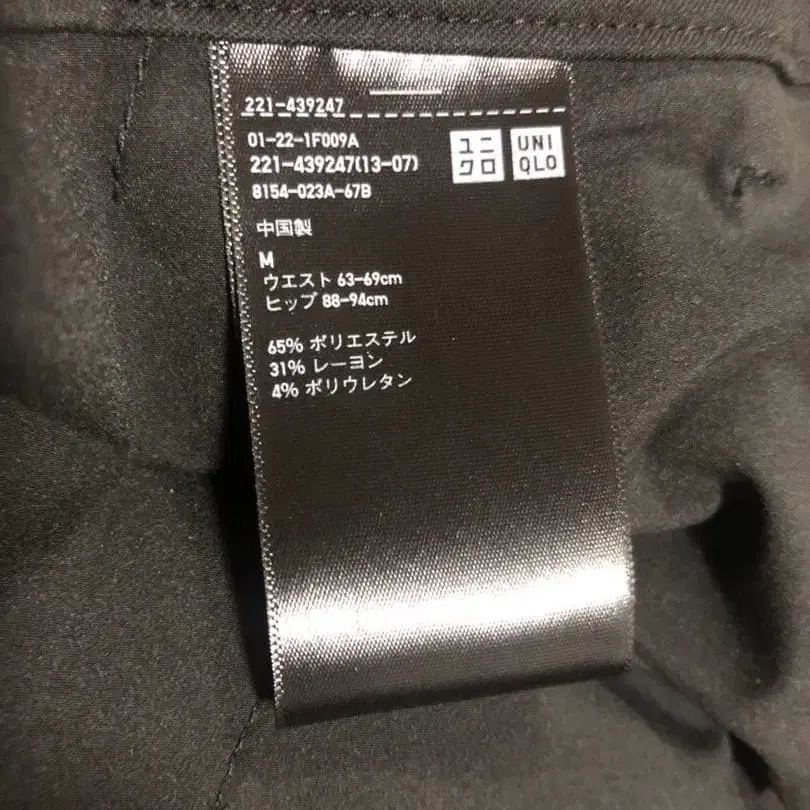 221-439247
01-22-1F009A
221-439247(13-07)
8154-023A-67B
ユニクロ
UNIQLO
中国製
M
ウエスト 63-69cm
ヒップ 88-94cm
65% ポリエステル
31% レーヨン
4% ポリウレタン